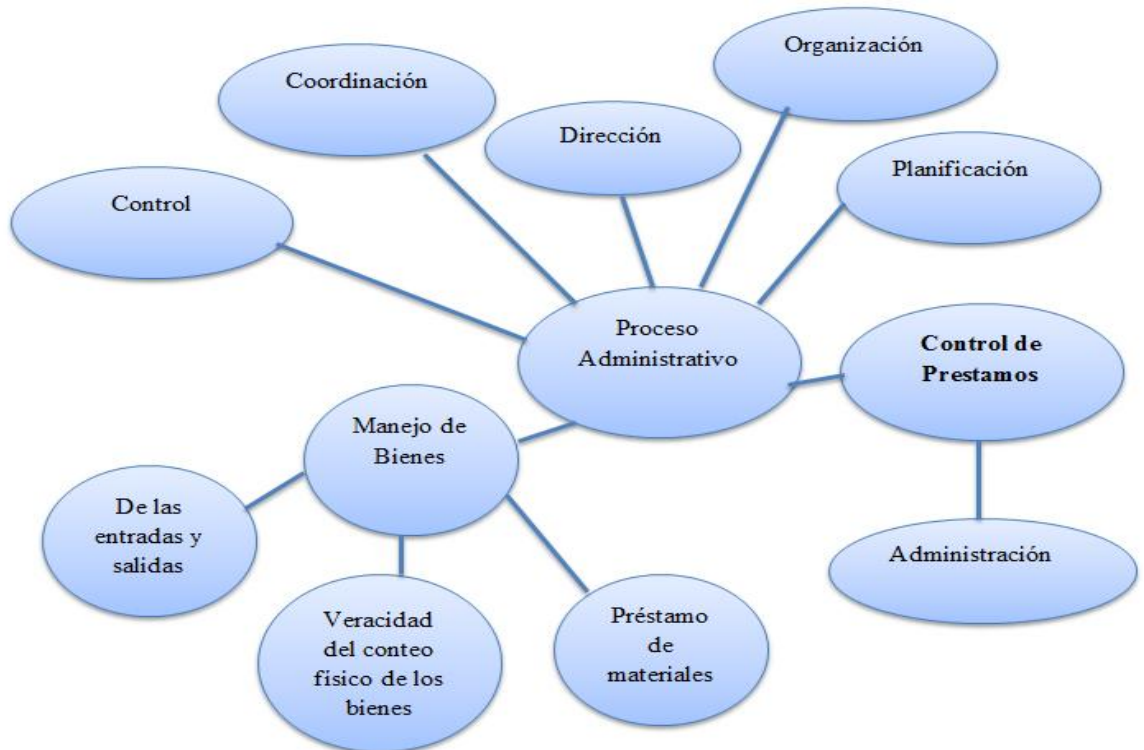 Organización
Coordinación
Dirección
Planificación
Control
Proceso
Administrativo
Control de
Prestamos
Manejo de
Bienes
De las
entradas y
salidas
Administración
Veracidad
del conteo
físico de los
bienes
Préstamo
de
materiales